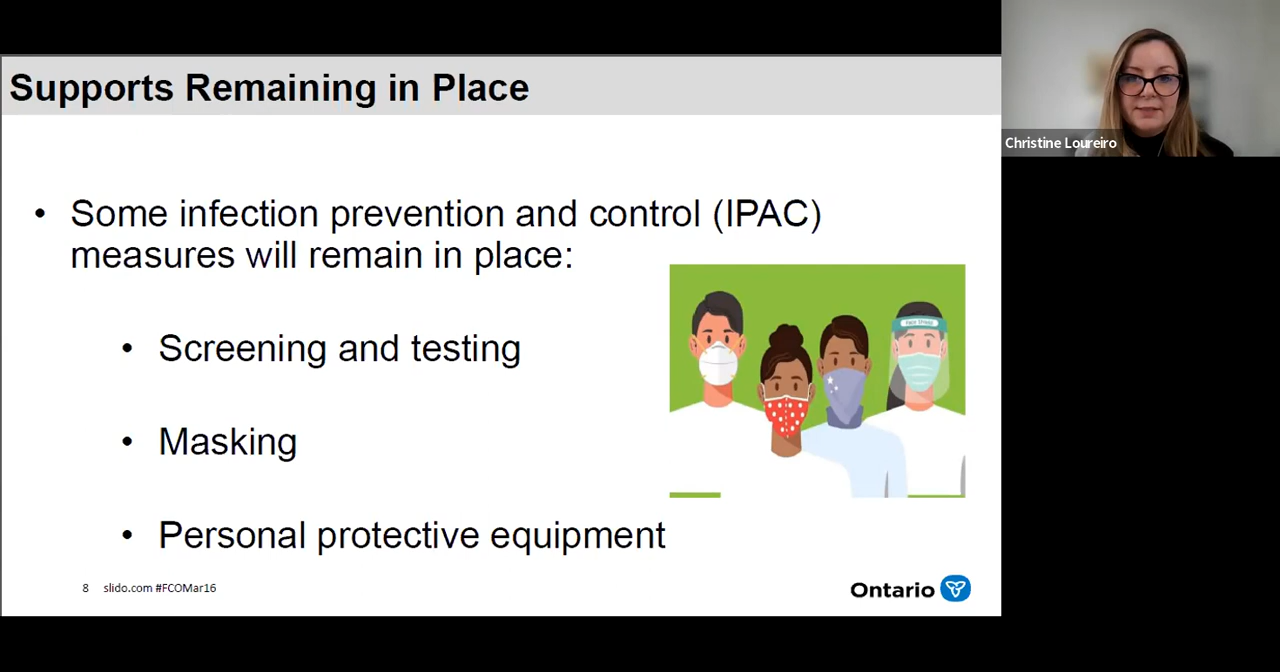 Supports Remaining in Place
Christine Loureiro
• Some infection prevention and control (IPAC)
measures will remain in place:
• Screening and testing
• Masking
• Personal protective equipment
8 slido.com #FCOMar16
Ontario